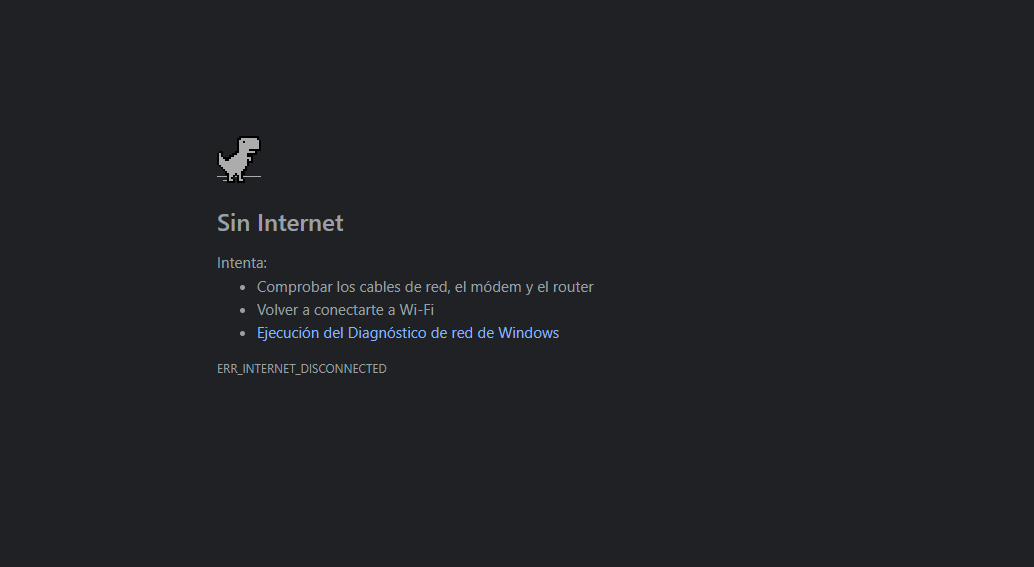 Sin Internet
Intenta:
Comprobar los cables de red, el módem y el router
Volver a conectarte a Wi-Fi
Ejecución del Diagnóstico de red de Windows
ERR_INTERNET_DISCONNECTED